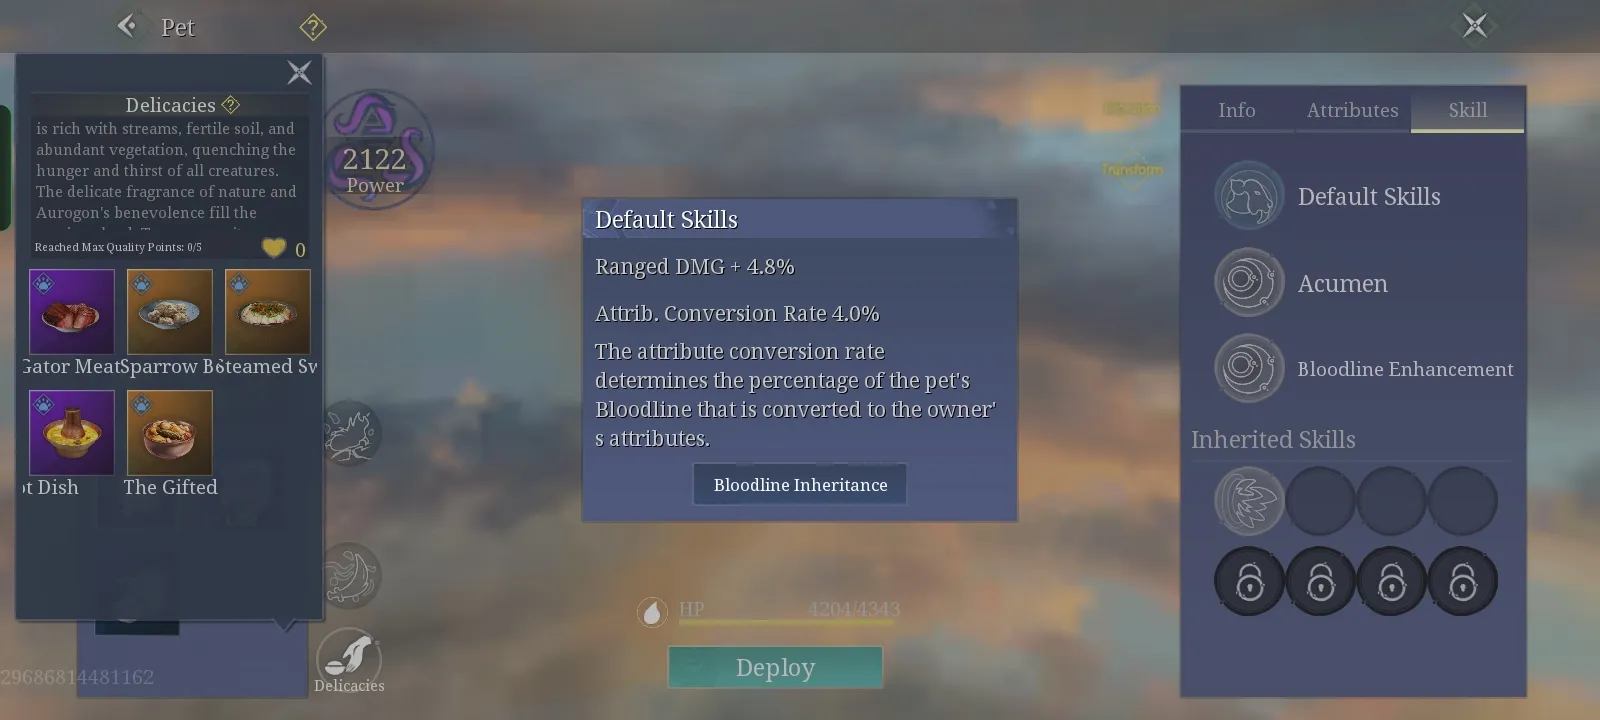 Pet
Delicacies
is rich with streams, fertile soil, and
abundant vegetation, quenching the
hunger and thirst of all creatures.
The delicate fragrance of nature and
Aurogon's benevolence fill the
Reached Max Quality Points: 0/5
0
Gator Meat
Sparrow B
Steamed Sw
ot Dish
The Gifted
29686814481162
2122
Power
Delicacies
Transform
Default Skills
Ranged DMG + 4.8%
Attrib. Conversion Rate 4.0%
The attribute conversion rate
determines the percentage of the pet's
Bloodline that is converted to the owner'
s attributes.
Bloodline Inheritance
HP
4204/4343
Deploy
Info
Attributes
Skill
Default Skills
Acumen
Bloodline Enhancement
Inherited Skills